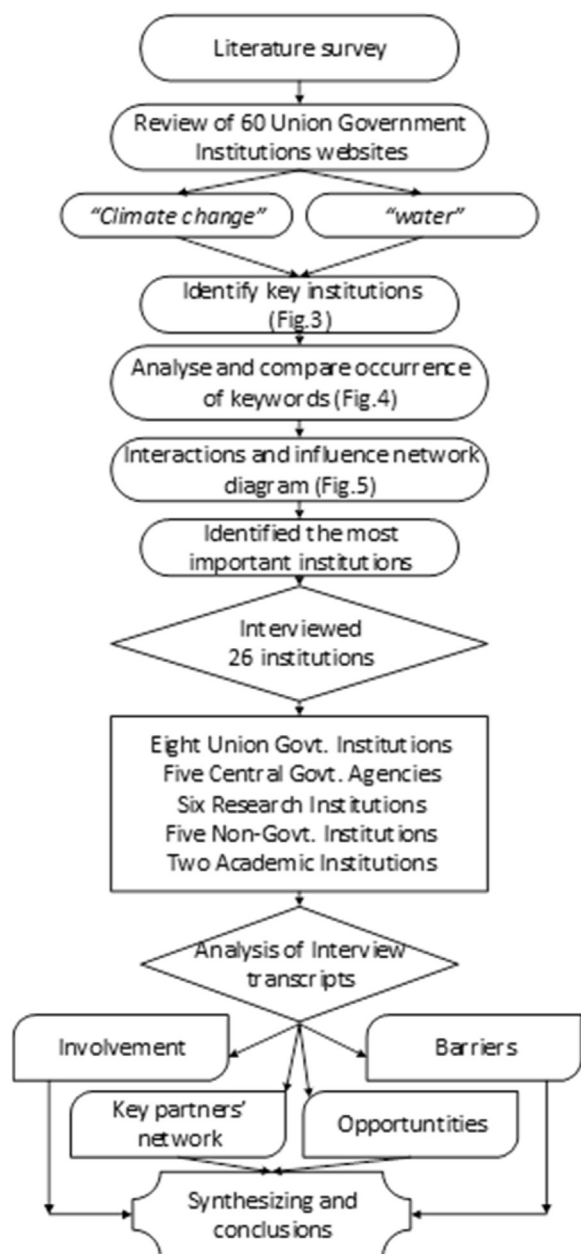 Literature survey
Review of 60 Union Government
Institutions websites
“Climate change”
“water”
Identify key institutions
(Fig.3)
Analyse and compare occurrence
of keywords (Fig.4)
Interactions and influence network
diagram (Fig.5)
Identified the most
important institutions
Interviewed
26 institutions
Eight Union Govt. Institutions
Five Central Govt. Agencies
Six Research Institutions
Five Non-Govt. Institutions
Two Academic Institutions
Analysis of Interview
transcripts
Involvement
Barriers
Key partners’
network
Opportuntities
Synthesizing and
conclusions